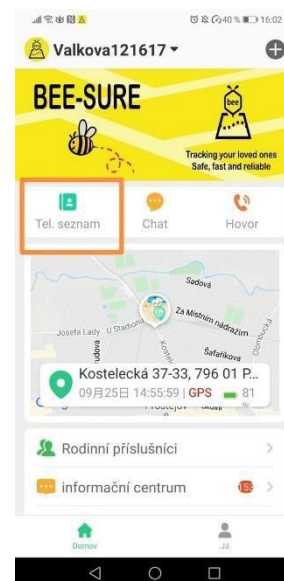 40 % 16:02
Valkova121617
BEE-SURE
bee
Tracking your loved ones
Safe, fast and reliable
Tel. seznam
Chat
Hovor
Sadová
Za Místním nádražím
Josefa Lady
U Stadionu
Šafaříkova
Olomoucká
Kostelecká 37-33, 796 01 P...
09月25日 14:55:59 | GPS 81
Rodinní příslušníci
informační centrum
Domov
Já